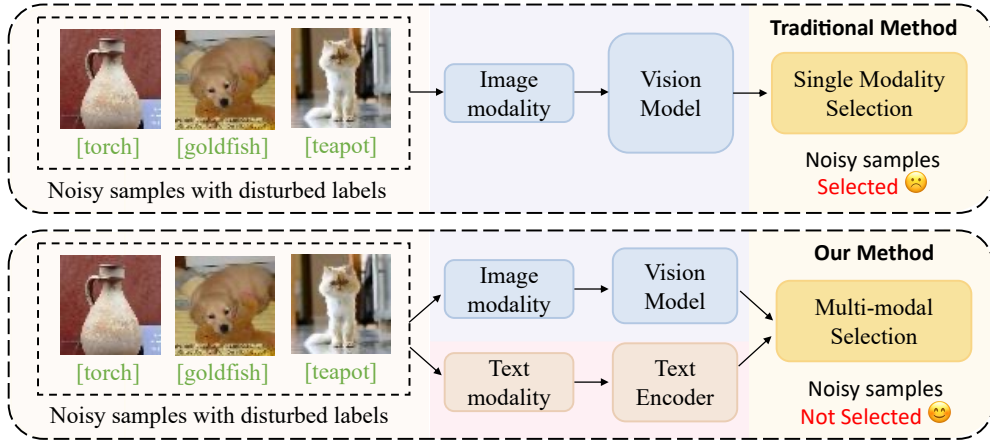 Traditional Method
[torch] [goldfish] [teapot]
Noisy samples with disturbed labels
Image
modality
Vision
Model
Single Modality
Selection
Noisy samples
Selected
Our Method
[torch] [goldfish] [teapot]
Noisy samples with disturbed labels
Image
modality
Vision
Model
Text
modality
Text
Encoder
Multi-modal
Selection
Noisy samples
Not Selected